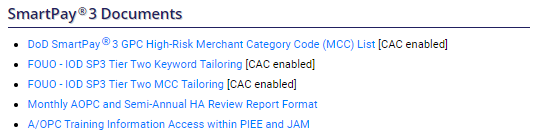 SmartPay® 3 Documents
DoD SmartPay® 3 GPC High-Risk Merchant Category Code (MCC) List [CAC enabled]
FOUO - IOD SP3 Tier Two Keyword Tailoring [CAC enabled]
FOUO - IOD SP3 Tier Two MCC Tailoring [CAC enabled]
Monthly AOPC and Semi-Annual HA Review Report Format
A/OPC Training Information Access within PIEE and JAM